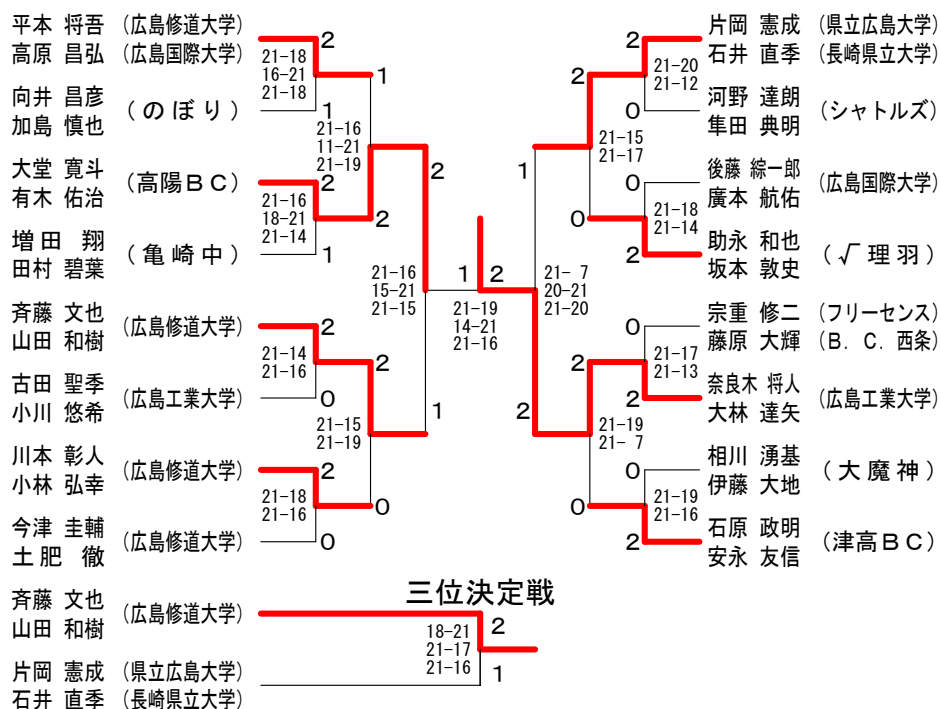 平本 将吾 (広島修道大学)
高原 昌弘 (広島国際大学)
2
21-18
16-21
21-18
1
向井 昌彦
加島 慎也
(のぼり)
1
21-16
11-21
21-19
大堂 寛斗
有木 佑治
(高陽BC)
2
21-16
18-21
21-14
2
2
増田 翔
田村 碧葉
(亀崎中)
1
21-16
15-21
21-15
斉藤 文也
山田 和樹
(広島修道大学)
2
21-14
21-16
2
古田 聖季
小川 悠希
(広島工業大学)
0
21-15
21-19
1
川本 彰人
小林 弘幸
(広島修道大学)
2
21-18
21-16
0
今津 圭輔
土肥 徹
(広島修道大学)
0
1 2
21-19
14-21
21-16
片岡 憲成 (県立広島大学)
石井 直季 (長崎県立大学)
2
21-20
21-12
2
河野 達朗
隼田 典明
(シャトルズ)
0
21-15
21-17
1
後藤 綜一郎
廣本 航佑
(広島国際大学)
0
21-18
21-14
0
助永 和也
坂本 敦史
(√理羽)
2
21- 7
20-21
21-20
宗重 修二 (フリーセンス)
藤原 大輝 (B. C. 西条)
0
21-17
21-13
2
奈良木 将人
大林 達矢
(広島工業大学)
2
21-19
21- 7
2
相川 湧基
伊藤 大地
(大魔神)
0
21-19
21-16
0
石原 政明
安永 友信
(津高BC)
2
三位決定戦
斉藤 文也
山田 和樹
(広島修道大学)
2
18-21
21-17
21-16
1
片岡 憲成 (県立広島大学)
石井 直季 (長崎県立大学)